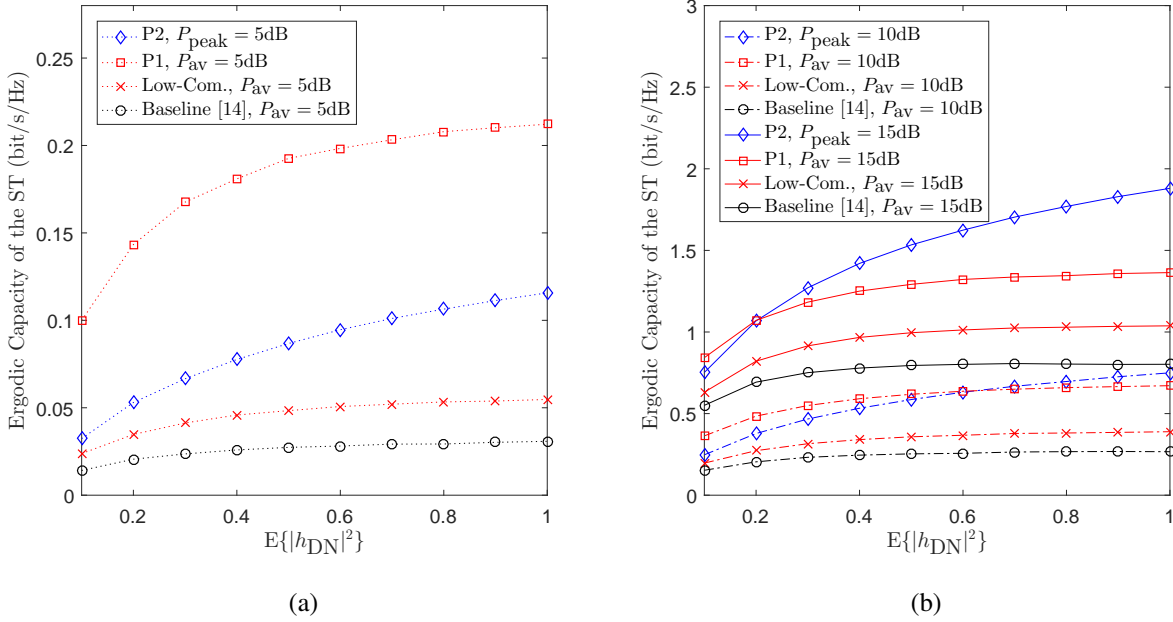 0.25
0.2
0.15
0.1
0.05
0
0.2
0.4
0.6
0.8
1
Ergodic Capacity of the ST (bit/s/Hz)
E{|h_DN|^2}
P2, P_peak = 5dB
P1, P_av = 5dB
Low-Com., P_av = 5dB
Baseline [14], P_av = 5dB
(a)
3
2.5
2
1.5
1
0.5
0
0.2
0.4
0.6
0.8
1
Ergodic Capacity of the ST (bit/s/Hz)
E{|h_DN|^2}
P2, P_peak = 10dB
P1, P_av = 10dB
Low-Com., P_av = 10dB
Baseline [14], P_av = 10dB
P2, P_peak = 15dB
P1, P_av = 15dB
Low-Com., P_av = 15dB
Baseline [14], P_av = 15dB
(b)